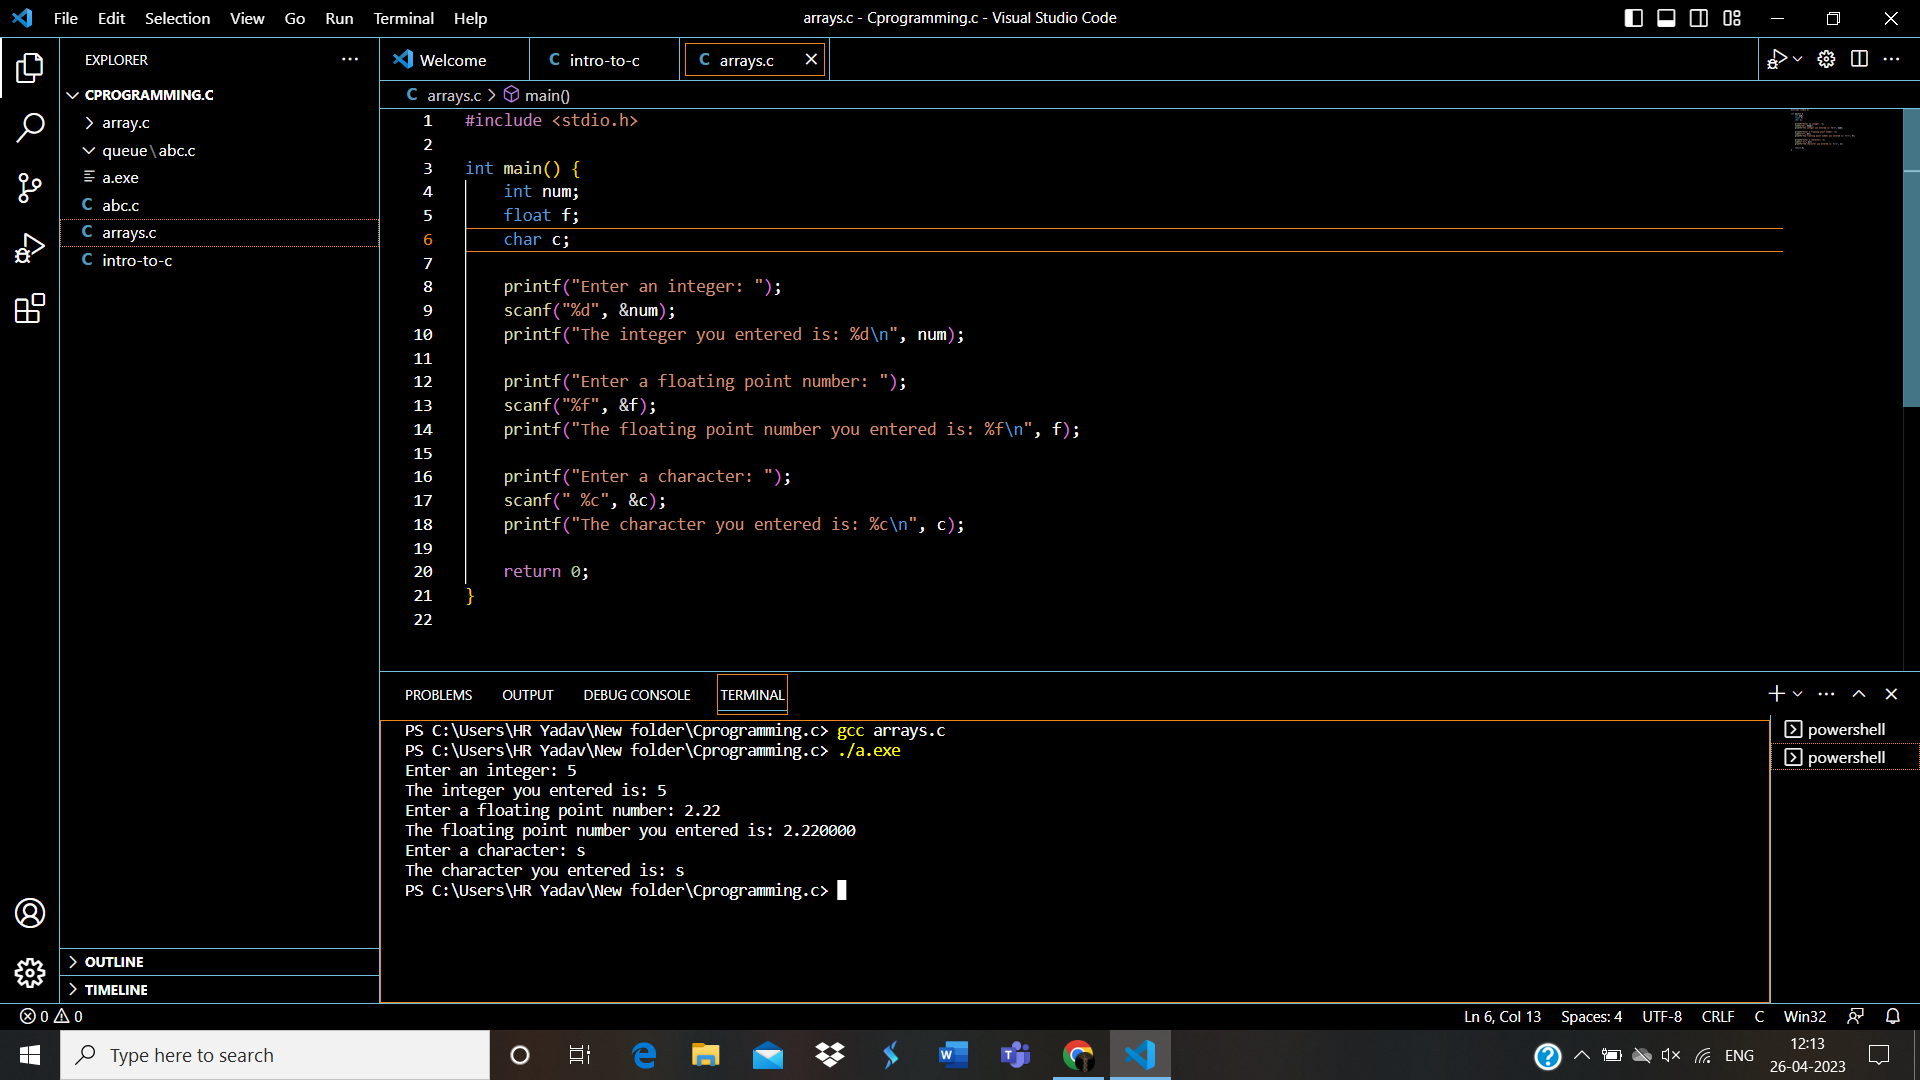 File Edit Selection View Go Run Terminal Help
arrays.c - Cprogramming.c - Visual Studio Code
EXPLORER
CPROGRAMMING.C
array.c
queue\abc.c
a.exe
C abc.c
C arrays.c
C intro-to-c
Welcome
C intro-to-c
C arrays.c
C arrays.c > main()
1 #include <stdio.h>
2
3 int main() {
4 int num;
5 float f;
6 char c;
7
8 printf("Enter an integer: ");
9 scanf("%d", &num);
10 printf("The integer you entered is: %d\n", num);
11
12 printf("Enter a floating point number: ");
13 scanf("%f", &f);
14 printf("The floating point number you entered is: %f\n", f);
15
16 printf("Enter a character: ");
17 scanf(" %c", &c);
18 printf("The character you entered is: %c\n", c);
19
20 return 0;
21 }
22
PROBLEMS OUTPUT DEBUG CONSOLE TERMINAL
PS C:\Users\HR Yadav\New folder\Cprogramming.c> gcc arrays.c
PS C:\Users\HR Yadav\New folder\Cprogramming.c> ./a.exe
Enter an integer: 5
The integer you entered is: 5
Enter a floating point number: 2.22
The floating point number you entered is: 2.220000
Enter a character: s
The character you entered is: s
PS C:\Users\HR Yadav\New folder\Cprogramming.c>
powershell
powershell
OUTLINE
TIMELINE
0 0
Ln 6, Col 13 Spaces: 4 UTF-8 CRLF C Win32
Type here to search
ENG
12:13
26-04-2023